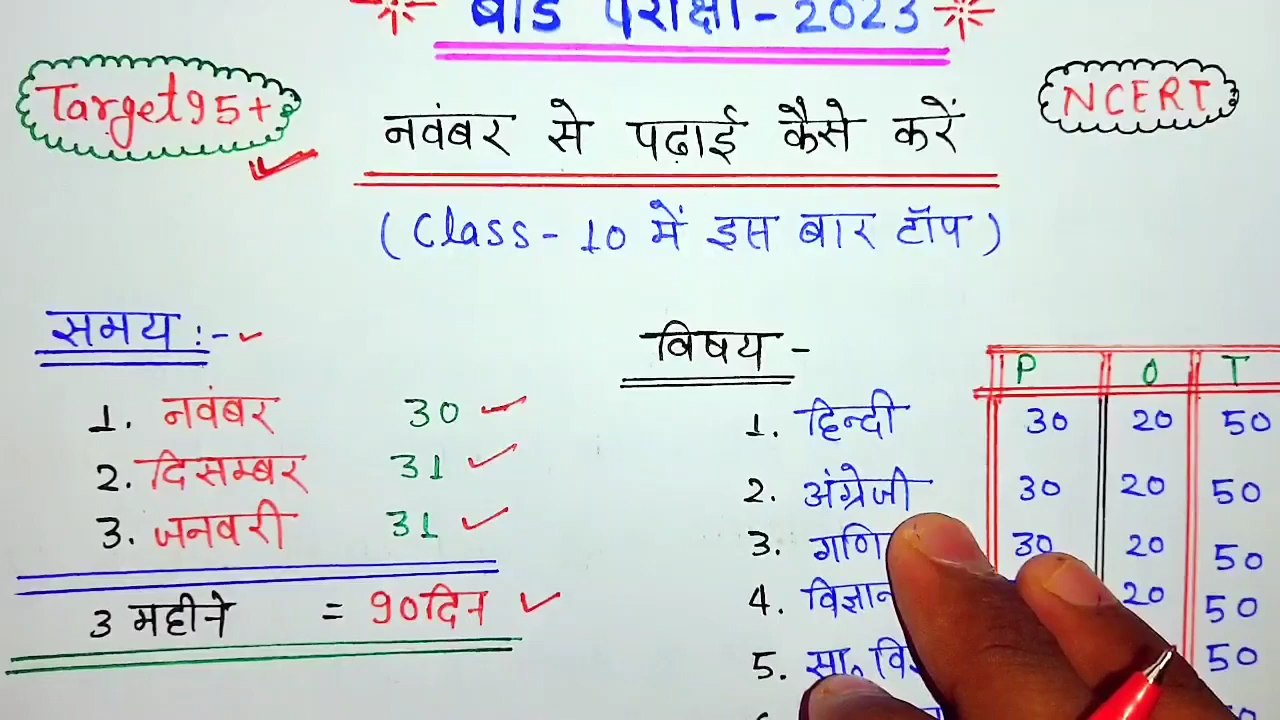 बोर्ड परीक्षा - 2023
Target 95+
NCERT
नवंबर से पढ़ाई कैसे करें
(Class - 10 में इस बार टॉप)
समय :-
1. नवंबर 30
2. दिसम्बर 31
3. जनवरी 31
3 महीने = 90दिन
विषय -
P O T
1. हिन्दी 30 20 50
2. अंग्रेजी 30 20 50
3. 30 20 50
4. विज्ञान 20 50
5. 50